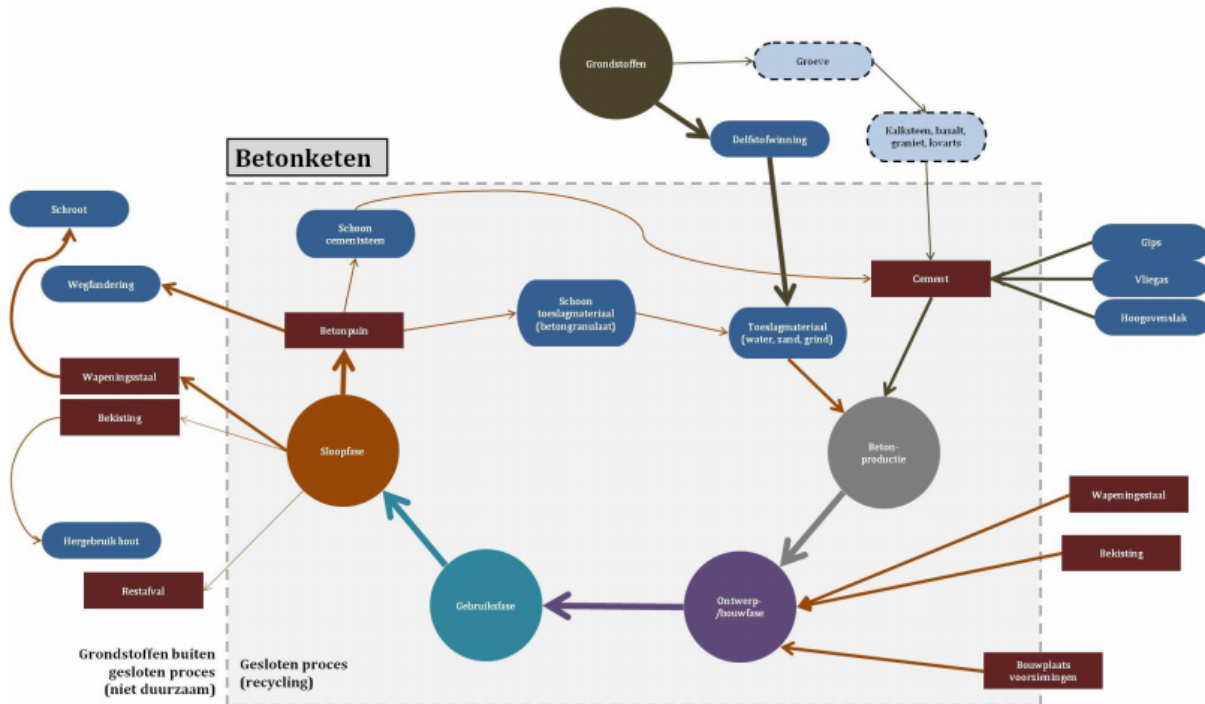 Grondstoffen
Groeve
Delfstofwinning
Kalksteen, basalt,
graniet, kwarts
Betonketen
Schroot
Schoon
cementsteen
Gips
Wegfundering
Cement
Vliegas
Schoon
toeslagmateriaal
(betongranulaat)
Betonpuin
Toeslagmateriaal
(water, zand, grind)
Hoogovenslak
Wapeningsstaal
Bekisting
Sloopfase
Beton-
productie
Wapeningsstaal
Hergebruik hout
Bekisting
Restafval
Gebruiksfase
Ontwerp-
/bouwfase
Grondstoffen buiten
gesloten proces
(niet duurzaam)
Gesloten proces
(recycling)
Bouwplaats
voorzieningen